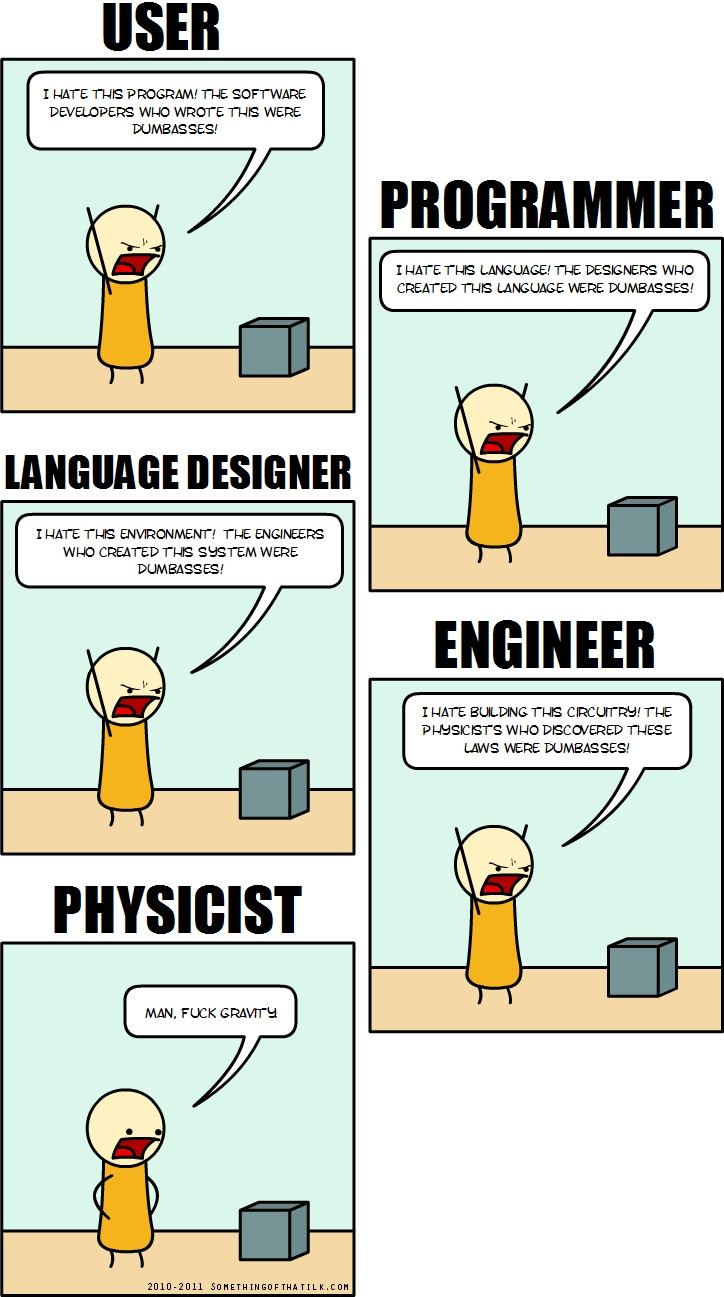 USER
I HATE THIS PROGRAM! THE SOFTWARE
DEVELOPERS WHO WROTE THIS WERE
DUMBASSES!
PROGRAMMER
I HATE THIS LANGUAGE! THE DESIGNERS WHO
CREATED THIS LANGUAGE WERE DUMBASSES!
LANGUAGE DESIGNER
I HATE THIS ENVIRONMENT! THE ENGINEERS
WHO CREATED THIS SYSTEM WERE
DUMBASSES!
ENGINEER
I HATE BUILDING THIS CIRCUITRY! THE
PHYSICISTS WHO DISCOVERED THESE
LAWS WERE DUMBASSES!
PHYSICIST
MAN, FUCK GRAVITY.
2010-2011 SOMETHINGOFTHATILK.COM